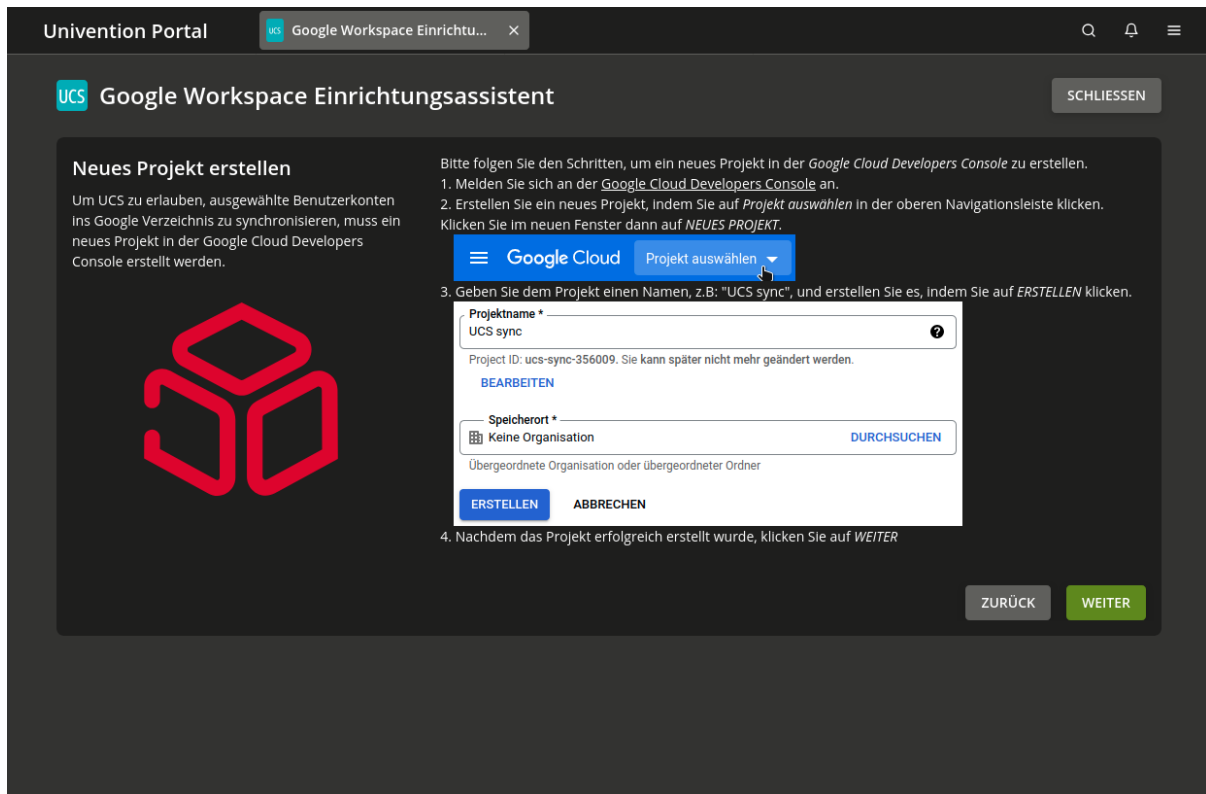 Univention Portal
UCS Google Workspace Einrichtu...
UCS Google Workspace Einrichtungsassistent
SCHLIESSEN
Neues Projekt erstellen
Um UCS zu erlauben, ausgewählte Benutzerkonten
ins Google Verzeichnis zu synchronisieren, muss ein
neues Projekt in der Google Cloud Developers
Console erstellt werden.
Bitte folgen Sie den Schritten, um ein neues Projekt in der Google Cloud Developers Console zu erstellen.
1. Melden Sie sich an der Google Cloud Developers Console an.
2. Erstellen Sie ein neues Projekt, indem Sie auf Projekt auswählen in der oberen Navigationsleiste klicken.
Klicken Sie im neuen Fenster dann auf NEUES PROJEKT.
Google Cloud Projekt auswählen
3. Geben Sie dem Projekt einen Namen, z.B: "UCS sync", und erstellen Sie es, indem Sie auf ERSTELLEN klicken.
Projektname *
UCS sync
Project ID: ucs-sync-356009. Sie kann später nicht mehr geändert werden.
BEARBEITEN
Speicherort *
Keine Organisation DURCHSUCHEN
Übergeordnete Organisation oder übergeordneter Ordner
ERSTELLEN ABBRECHEN
4. Nachdem das Projekt erfolgreich erstellt wurde, klicken Sie auf WEITER
ZURÜCK WEITER